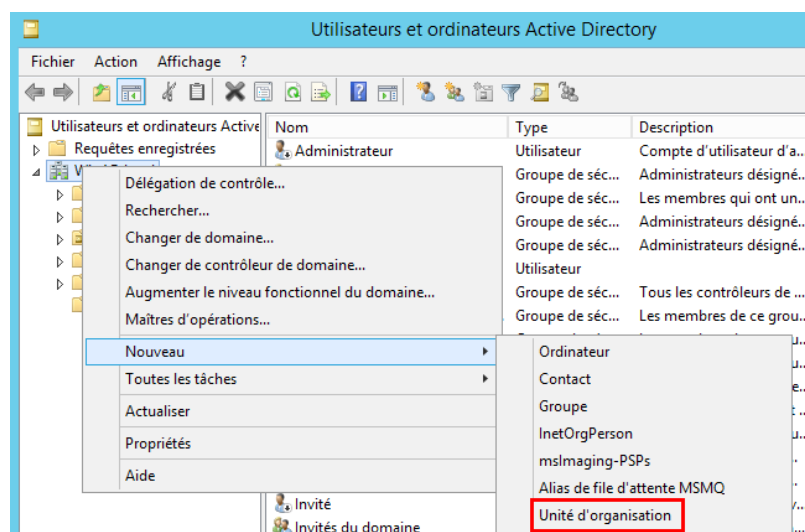 Utilisateurs et ordinateurs Active Directory
Fichier Action Affichage ?
Utilisateurs et ordinateurs Active
Requêtes enregistrées
Nom Type Description
Administrateur Utilisateur Compte d'utilisateur d'a...
Groupe de séc... Administrateurs désigné...
Groupe de séc... Les membres qui ont un...
Groupe de séc... Administrateurs désigné...
Groupe de séc... Administrateurs désigné...
Utilisateur
Groupe de séc... Tous les contrôleurs de ...
Groupe de séc... Les membres de ce grou...
Délégation de contrôle...
Rechercher...
Changer de domaine...
Changer de contrôleur de domaine...
Augmenter le niveau fonctionnel du domaine...
Maîtres d'opérations...
Nouveau
Toutes les tâches
Actualiser
Propriétés
Aide
Ordinateur
Contact
Groupe
InetOrgPerson
msImaging-PSPs
Alias de file d'attente MSMQ
Unité d'organisation
Invité
Invités du domaine